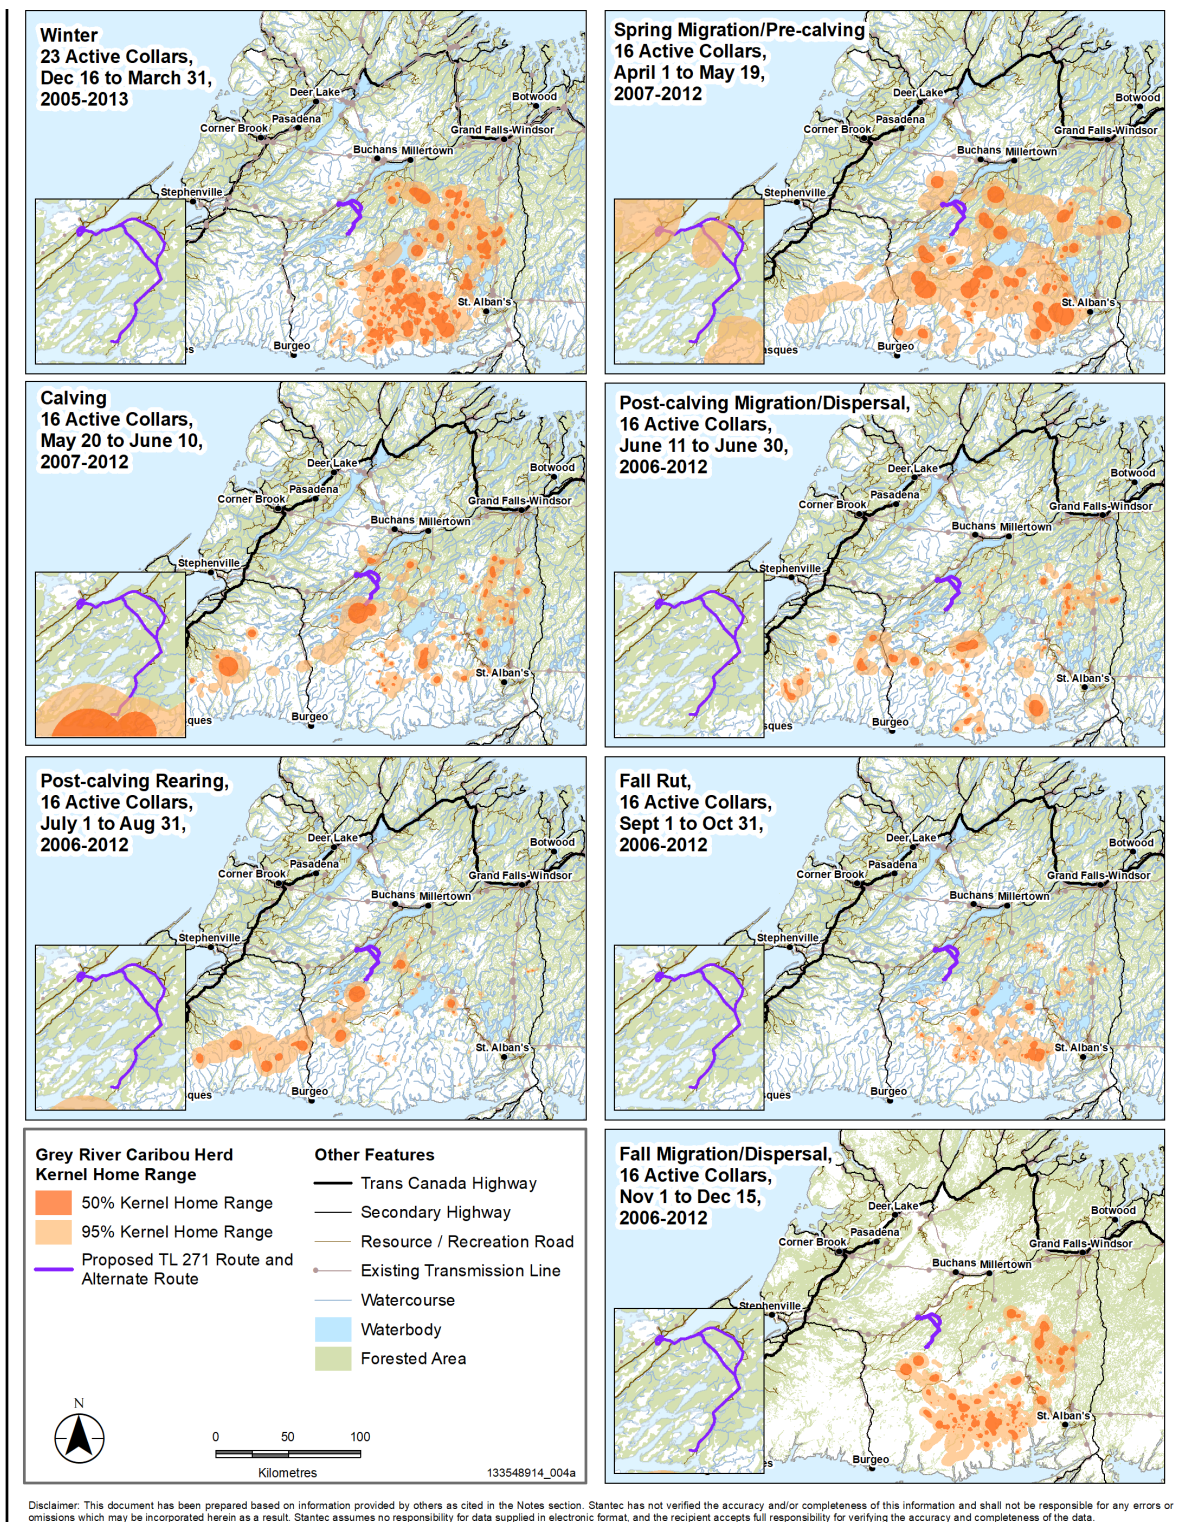 Winter
23 Active Collars,
Dec 16 to March 31,
2005-2013
Deer Lake
Botwood
Pasadena
Corner Brook
Grand Falls-Windsor
Buchans Millertown
Stephenville
St. Alban's
Burgeo
es
Spring Migration/Pre-calving
16 Active Collars,
April 1 to May 19,
2007-2012
Deer Lake
Botwood
Pasadena
Corner Brook
Grand Falls-Windsor
Buchans Millertown
Stephenville
St. Alban's
Burgeo
asques
Calving
16 Active Collars,
May 20 to June 10,
2007-2012
Deer Lake
Botwood
Pasadena
Corner Brook
Grand Falls-Windsor
Buchans Millertown
Stephenville
St. Alban's
Burgeo
sques
Post-calving Migration/Dispersal,
16 Active Collars,
June 11 to June 30,
2006-2012
Deer Lake
Botwood
Pasadena
Corner Brook
Grand Falls-Windsor
Buchans Millertown
Stephenville
St. Alban's
Burgeo
sques
Post-calving Rearing,
16 Active Collars,
July 1 to Aug 31,
2006-2012
Deer Lake
Botwood
Pasadena
Corner Brook
Grand Falls-Windsor
Buchans Millertown
Stephenville
St. Alban's
Burgeo
sques
Fall Rut,
16 Active Collars,
Sept 1 to Oct 31,
2006-2012
Deer Lake
Botwood
Pasadena
Corner Brook
Grand Falls-Windsor
Buchans Millertown
Stephenville
St. Alban's
Burgeo
sques
Grey River Caribou Herd
Kernel Home Range
50% Kernel Home Range
95% Kernel Home Range
Proposed TL 271 Route and
Alternate Route
Other Features
Trans Canada Highway
Secondary Highway
Resource / Recreation Road
Existing Transmission Line
Watercourse
Waterbody
Forested Area
N
0 50 100
Kilometres
133548914_004a
Fall Migration/Dispersal,
16 Active Collars,
Nov 1 to Dec 15,
2006-2012
Deer Lake
Botwood
Pasadena
Corner Brook
Grand Falls-Windsor
Buchans Millertown
Stephenville
St. Alban's
Burgeo
es
Disclaimer: This document has been prepared based on information provided by others as cited in the Notes section. Stantec has not verified the accuracy and/or completeness of this information and shall not be responsible for any errors or
omissions which may be incorporated herein as a result. Stantec assumes no responsibility for data supplied in electronic format, and the recipient accepts full responsibility for verifying the accuracy and completeness of the data.